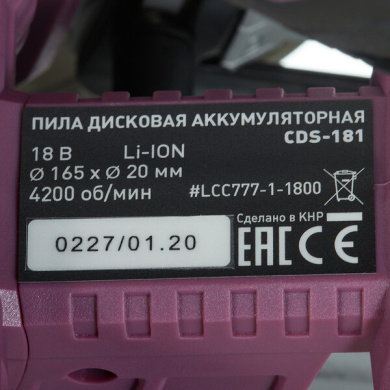 ПИЛА ДИСКОВАЯ АККУМУЛЯТОРНАЯ
CDS-181
18 В Li-ION
Ø 165 x Ø 20 мм
4200 об/мин #LCC777-1-1800
Сделано в КНР
0227/01.20
EAC CE